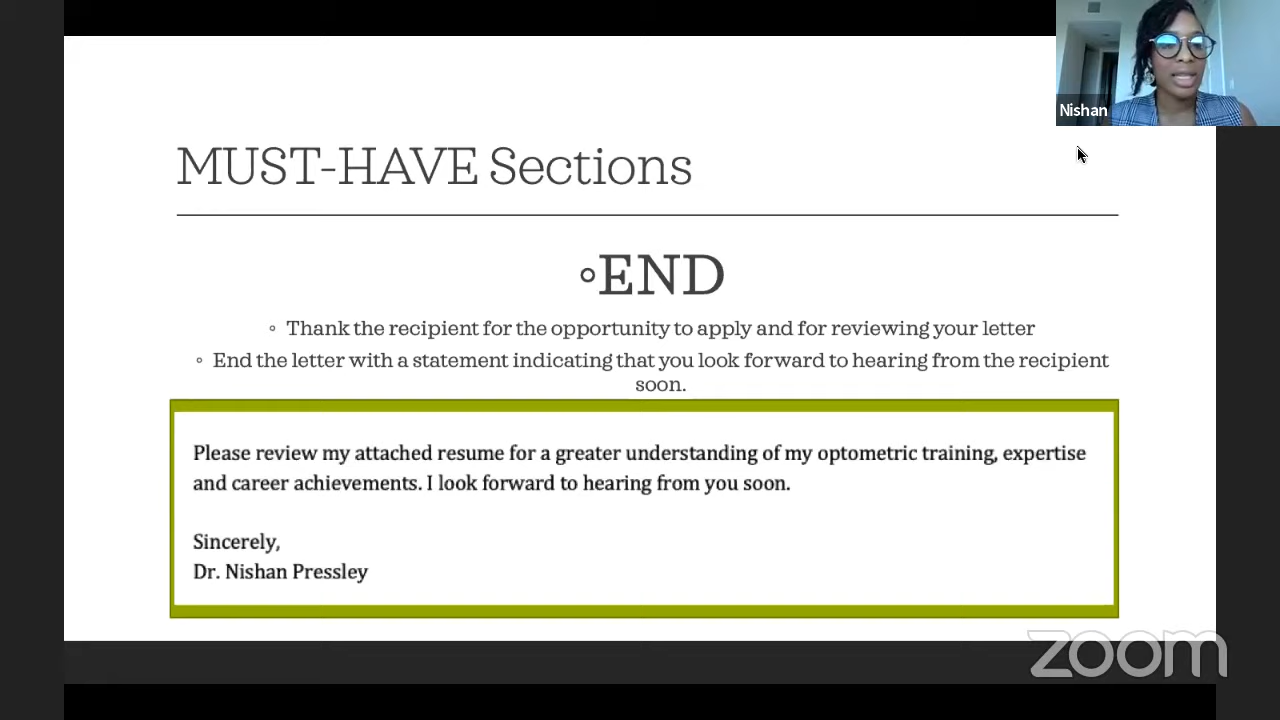 Nishan
MUST-HAVE Sections
◦END
◦ Thank the recipient for the opportunity to apply and for reviewing your letter
◦ End the letter with a statement indicating that you look forward to hearing from the recipient
soon.
Please review my attached resume for a greater understanding of my optometric training, expertise
and career achievements. I look forward to hearing from you soon.
Sincerely,
Dr. Nishan Pressley
zoom